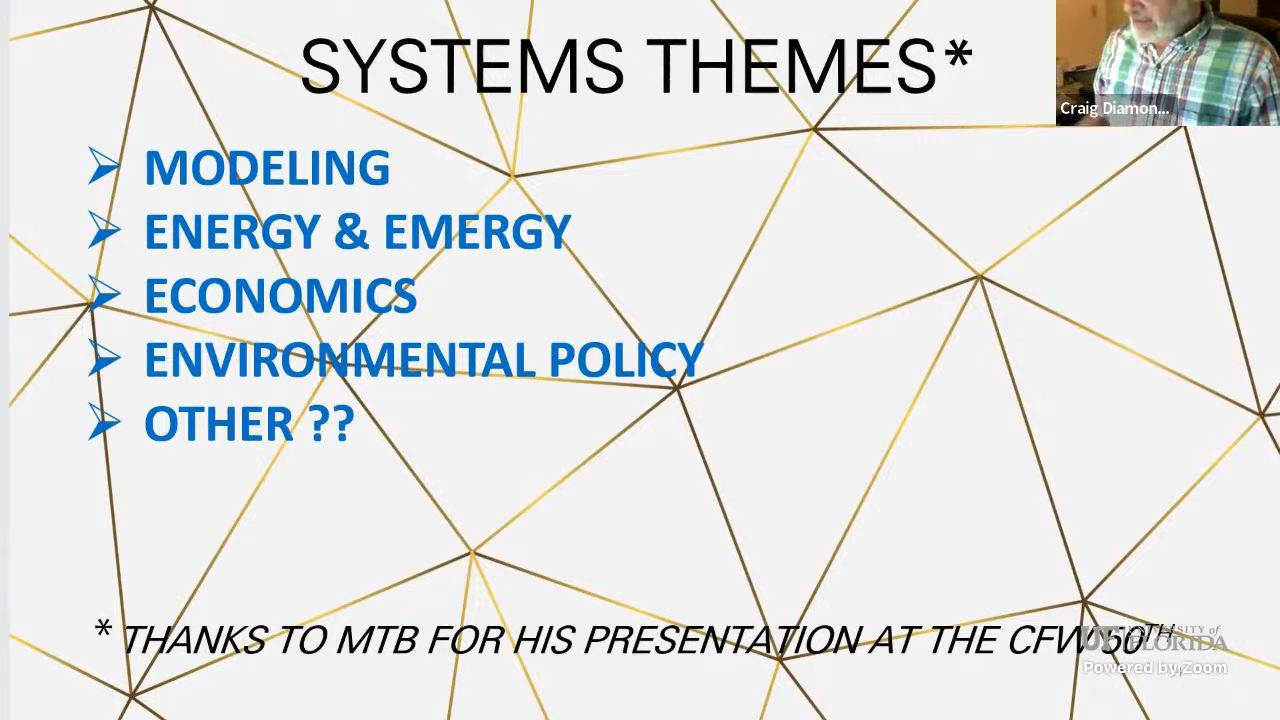 SYSTEMS THEMES*
Craig Diamon...
➢ MODELING
➢ ENERGY & EMERGY
➢ ECONOMICS
➢ ENVIRONMENTAL POLICY
➢ OTHER ??
* THANKS TO MTB FOR HIS PRESENTATION AT THE CFW 50TH
UF UNIVERSITY of
FLORIDA
Powered by Zoom